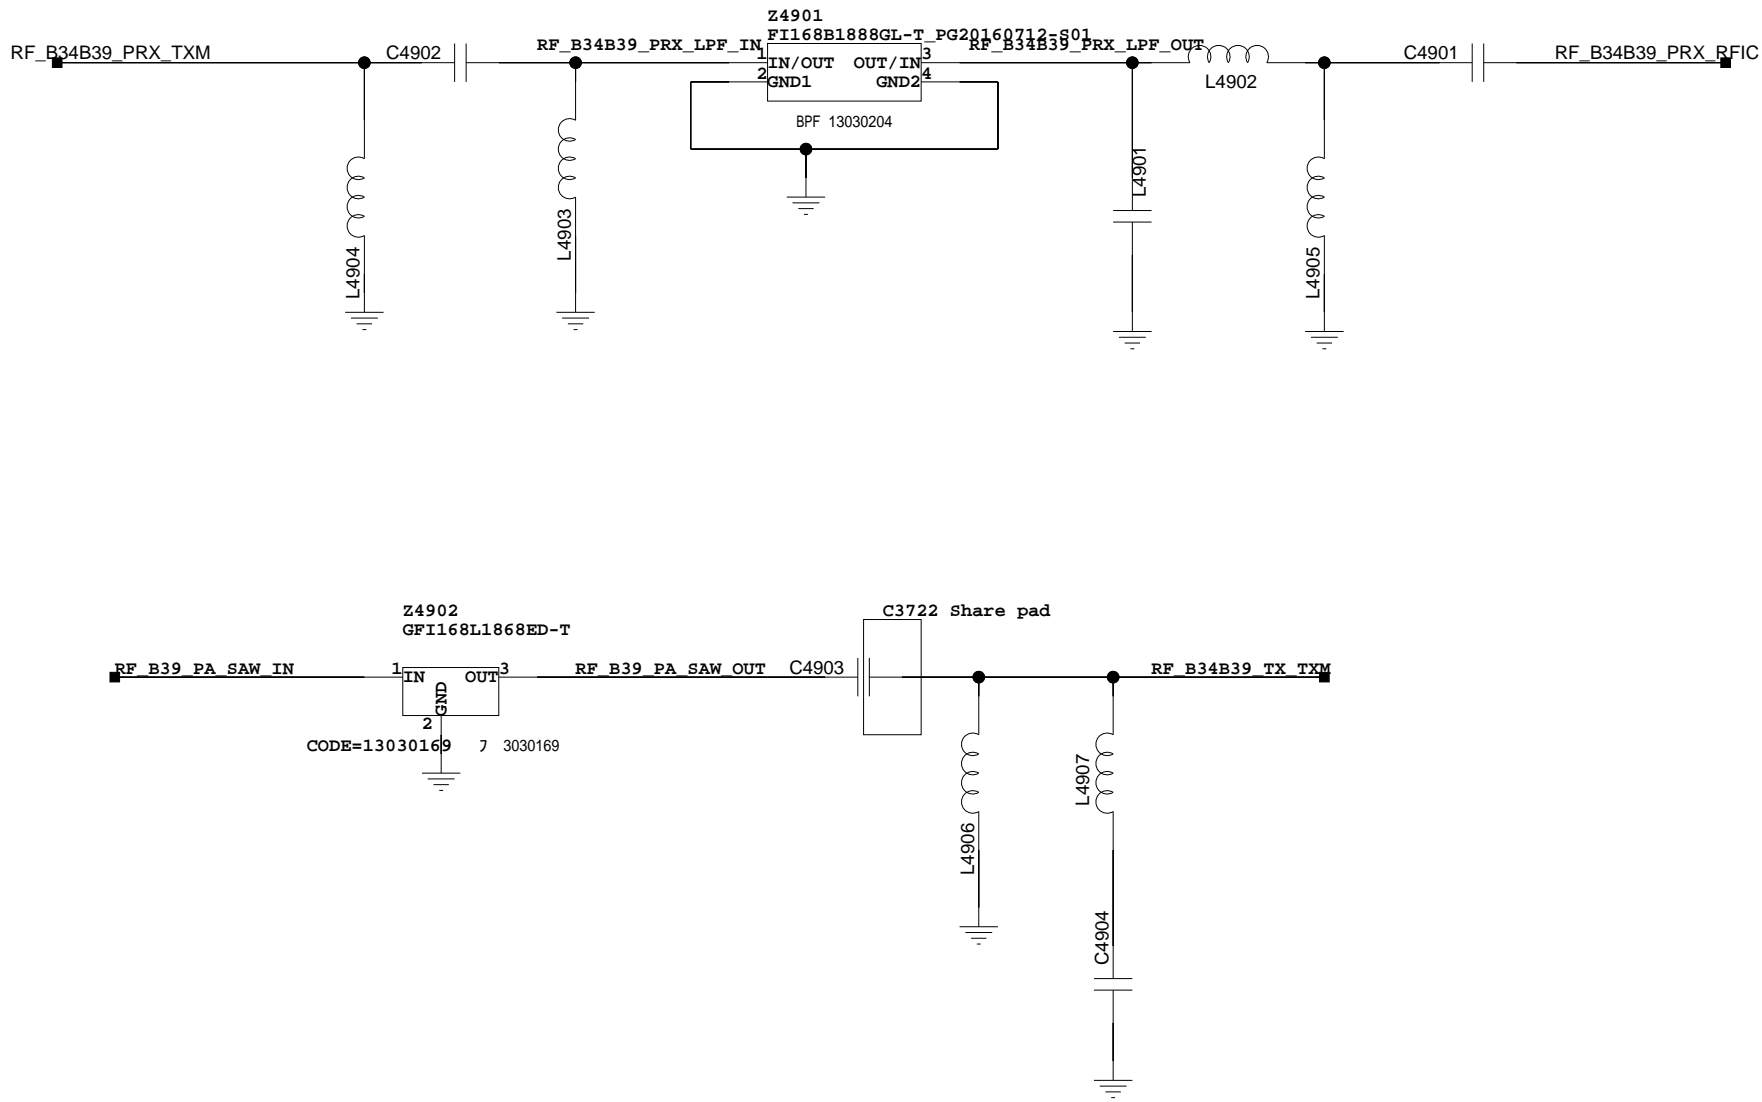 Z4901
FI168B1888GL-T_PG20160712-S01
RF_B34B39_PRX_TXM
C4902
RF_B34B39_PRX_LPF_IN
RF_B34B39_PRX_LPF_OUT
C4901
RF_B34B39_PRX_RFIC
1 IN/OUT OUT/IN 3
2 GND1 GND2 4
L4902
BPF 13030204
L4901
L4903
L4904
L4905
Z4902
GFI168L1868ED-T
C3722 Share pad
RF_B39_PA_SAW_IN
1 IN OUT 3
RF_B39_PA_SAW_OUT
C4903
RF_B34B39_TX_TXM
GND
2
CODE=13030169
3030169
L4907
L4906
C4904